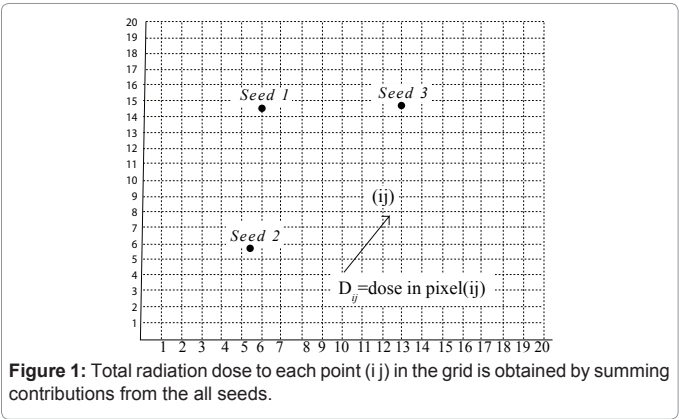 20
19
18
17
16
15
14
13
12
11
10
9
8
7
6
5
4
3
2
1
Seed 1
Seed 3
(ij)
Seed 2
D ij =dose in pixel(ij)
1 2 3 4 5 6 7 8 9 10 11 12 13 14 15 16 17 18 19 20
Figure 1: Total radiation dose to each point (i j) in the grid is obtained by summing
contributions from the all seeds.